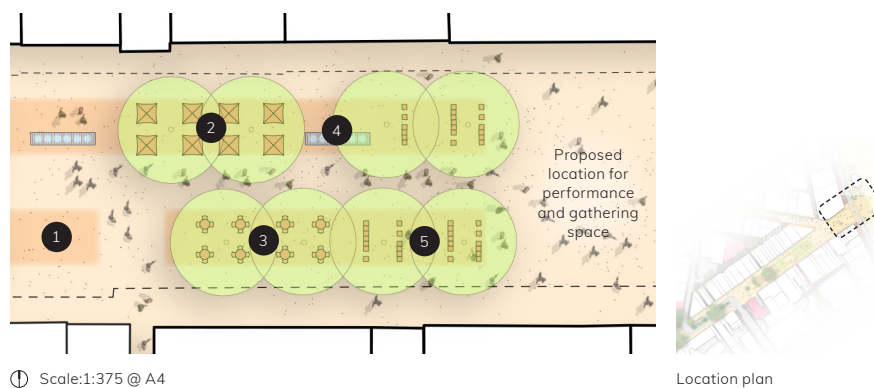 2
4
Proposed
location for
performance
and gathering
space
1
3
5
Scale:1:375 @ A4
Location plan